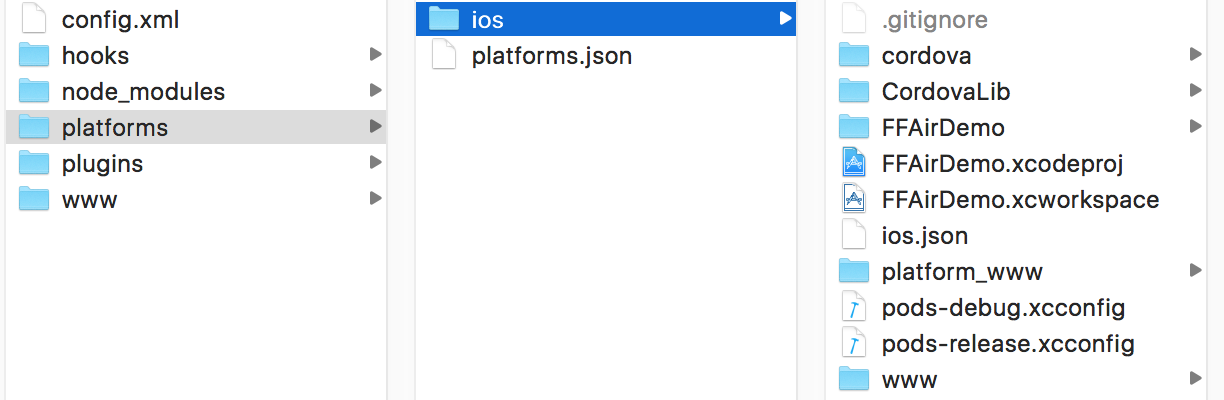 config.xml
hooks
node_modules
platforms
plugins
www
ios
platforms.json
.gitignore
cordova
CordovaLib
FFAirDemo
FFAirDemo.xcodeproj
FFAirDemo.xcworkspace
ios.json
platform_www
pods-debug.xcconfig
pods-release.xcconfig
www